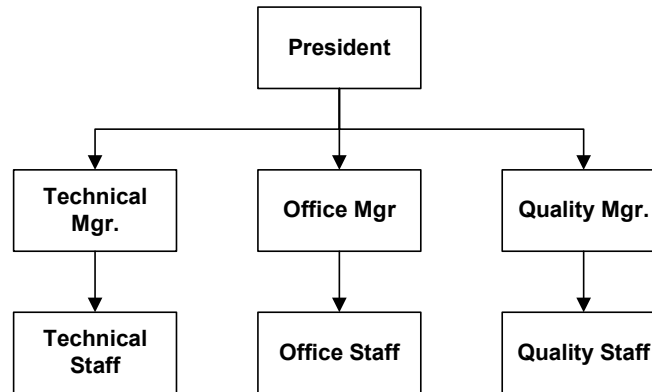 President
Technical
Mgr.
Office Mgr
Quality Mgr.
Technical
Staff
Office Staff
Quality Staff